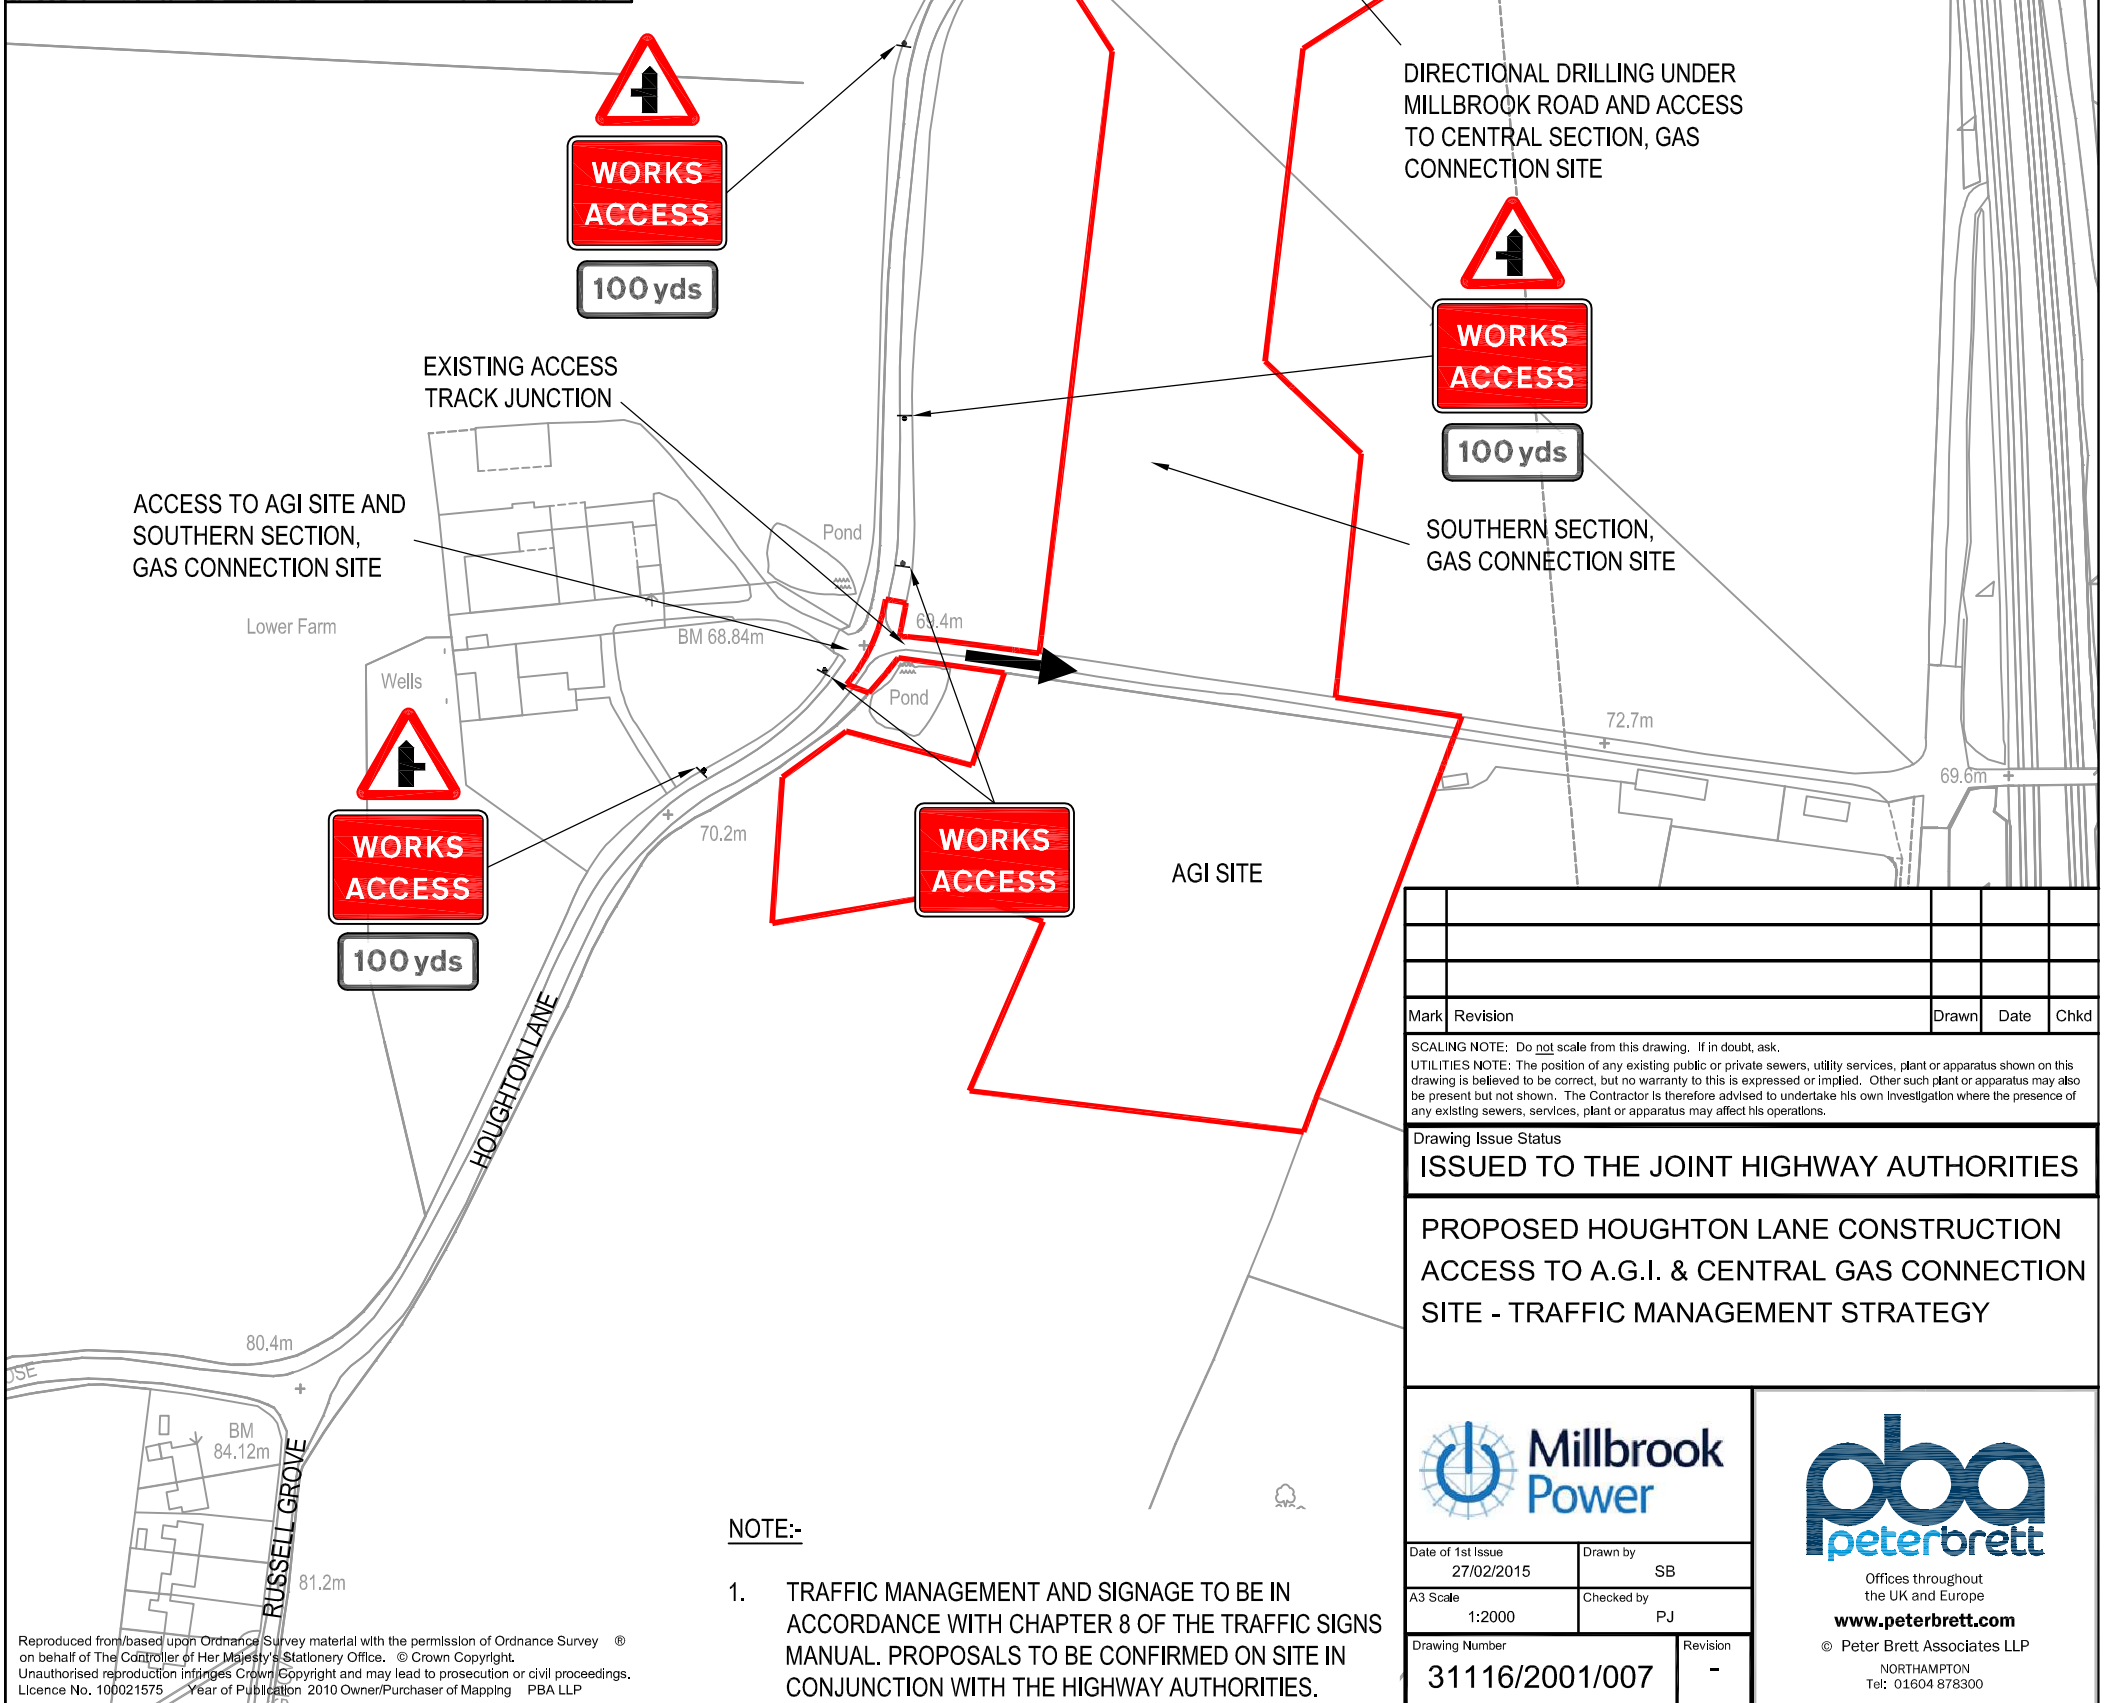 DIRECTIONAL DRILLING UNDER
MILLBROOK ROAD AND ACCESS
TO CENTRAL SECTION, GAS
CONNECTION SITE
WORKS
ACCESS
100 yds
WORKS
ACCESS
100 yds
EXISTING ACCESS
TRACK JUNCTION
ACCESS TO AGI SITE AND
SOUTHERN SECTION,
GAS CONNECTION SITE
SOUTHERN SECTION,
GAS CONNECTION SITE
Pond
Lower Farm
BM 68.84m
69.4m
Wells
Pond
72.7m
69.6m
70.2m
WORKS
ACCESS
100 yds
WORKS
ACCESS
AGI SITE
HOUGHTON LANE
80.4m
OSE
BM
84.12m
RUSSELL GROVE
81.2m
Mark Revision Drawn Date Chkd
SCALING NOTE: Do not scale from this drawing. If in doubt, ask.
UTILITIES NOTE: The position of any existing public or private sewers, utility services, plant or apparatus shown on this
drawing is believed to be correct, but no warranty to this is expressed or implied. Other such plant or apparatus may also
be present but not shown. The Contractor is therefore advised to undertake his own investigation where the presence of
any existing sewers, services, plant or apparatus may affect his operations.
Drawing Issue Status
ISSUED TO THE JOINT HIGHWAY AUTHORITIES
PROPOSED HOUGHTON LANE CONSTRUCTION
ACCESS TO A.G.I. & CENTRAL GAS CONNECTION
SITE - TRAFFIC MANAGEMENT STRATEGY
Millbrook
Power
pba
peterbrett
Offices throughout
the UK and Europe
www.peterbrett.com
© Peter Brett Associates LLP
NORTHAMPTON
Tel: 01604 878300
Date of 1st Issue
27/02/2015
Drawn by
SB
A3 Scale
1:2000
Checked by
PJ
Drawing Number
31116/2001/007
Revision
-
NOTE:-
1. TRAFFIC MANAGEMENT AND SIGNAGE TO BE IN
ACCORDANCE WITH CHAPTER 8 OF THE TRAFFIC SIGNS
MANUAL. PROPOSALS TO BE CONFIRMED ON SITE IN
CONJUNCTION WITH THE HIGHWAY AUTHORITIES.
Reproduced from/based upon Ordnance Survey material with the permission of Ordnance Survey ®
on behalf of The Controller of Her Majesty's Stationery Office. © Crown Copyright.
Unauthorised reproduction infringes Crown Copyright and may lead to prosecution or civil proceedings.
Licence No. 100021575 Year of Publication 2010 Owner/Purchaser of Mapping PBA LLP